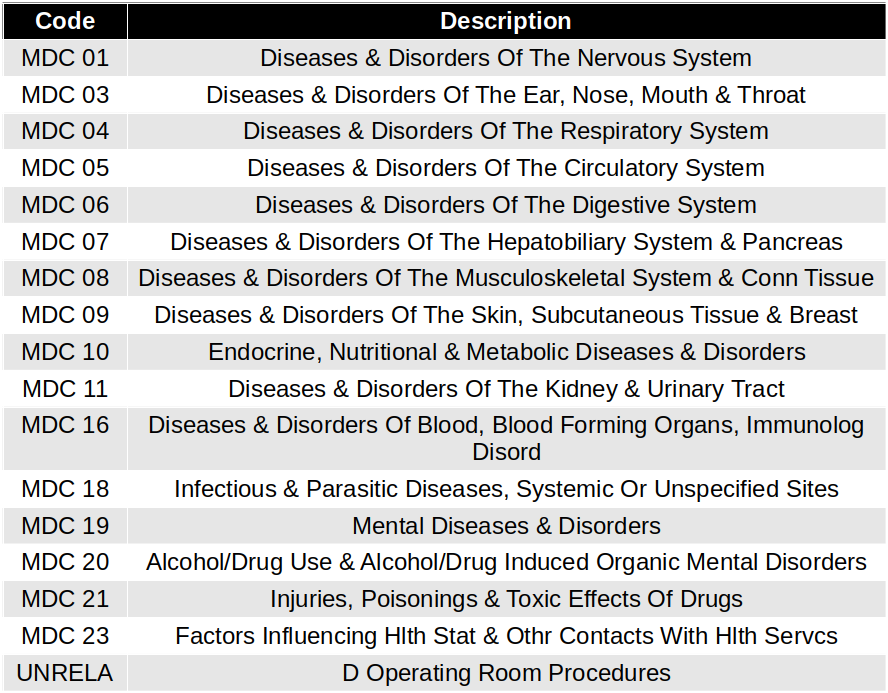 Code Description
MDC 01 Diseases & Disorders Of The Nervous System
MDC 03 Diseases & Disorders Of The Ear, Nose, Mouth & Throat
MDC 04 Diseases & Disorders Of The Respiratory System
MDC 05 Diseases & Disorders Of The Circulatory System
MDC 06 Diseases & Disorders Of The Digestive System
MDC 07 Diseases & Disorders Of The Hepatobiliary System & Pancreas
MDC 08 Diseases & Disorders Of The Musculoskeletal System & Conn Tissue
MDC 09 Diseases & Disorders Of The Skin, Subcutaneous Tissue & Breast
MDC 10 Endocrine, Nutritional & Metabolic Diseases & Disorders
MDC 11 Diseases & Disorders Of The Kidney & Urinary Tract
MDC 16 Diseases & Disorders Of Blood, Blood Forming Organs, Immunolog
Disord
MDC 18 Infectious & Parasitic Diseases, Systemic Or Unspecified Sites
MDC 19 Mental Diseases & Disorders
MDC 20 Alcohol/Drug Use & Alcohol/Drug Induced Organic Mental Disorders
MDC 21 Injuries, Poisonings & Toxic Effects Of Drugs
MDC 23 Factors Influencing Hlth Stat & Othr Contacts With Hlth Servcs
UNRELA D Operating Room Procedures